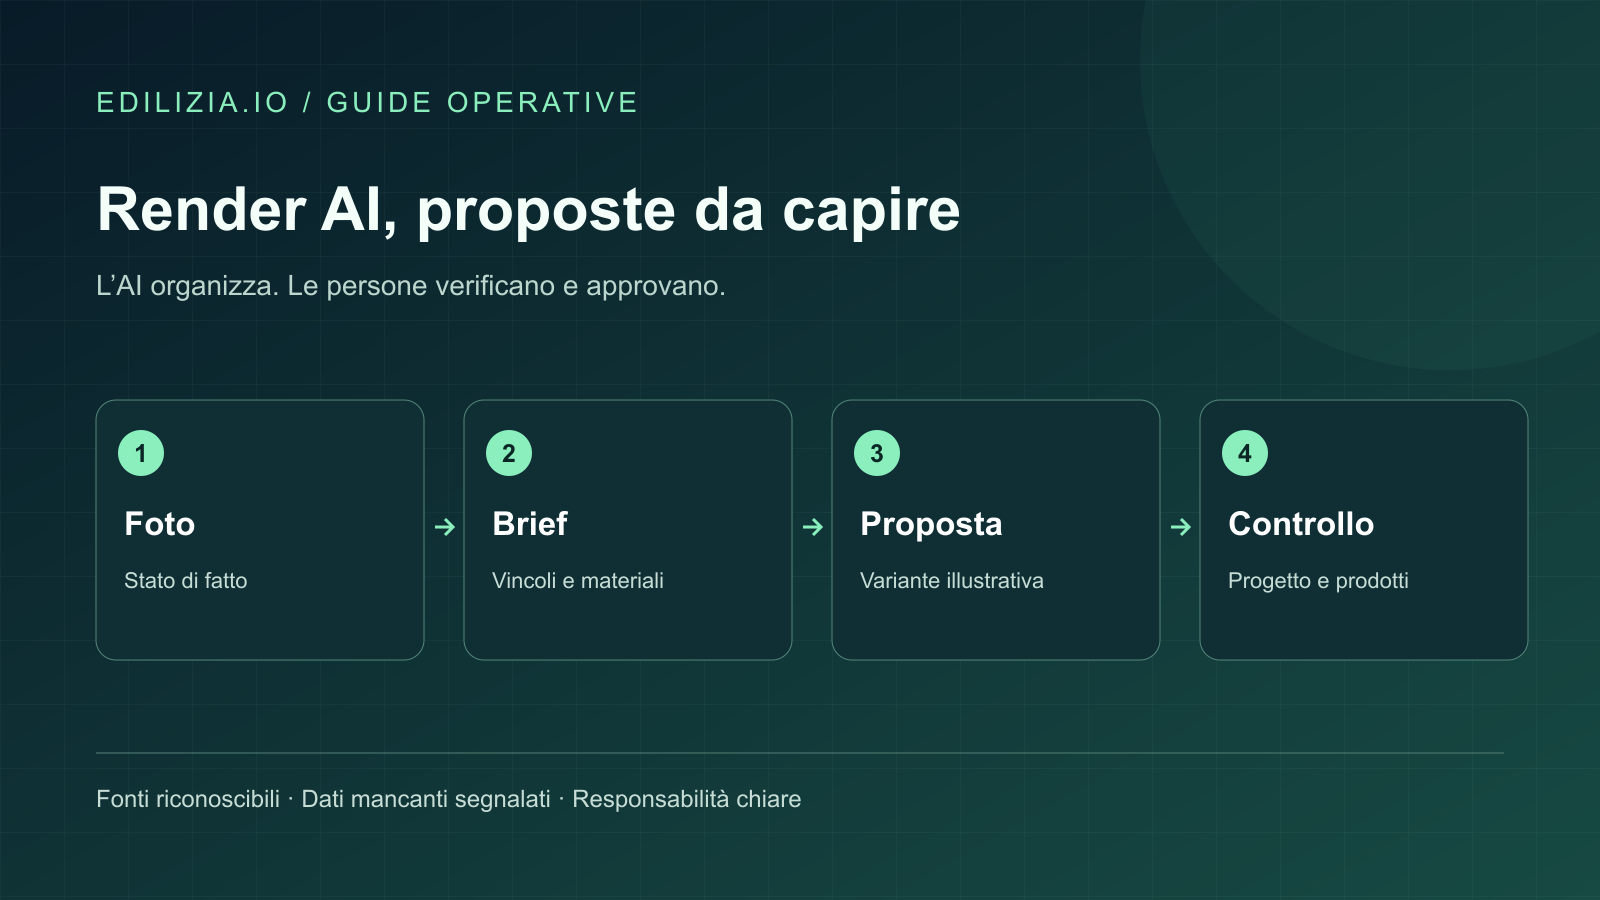 EDILIZIA.IO / GUIDE OPERATIVE
Render AI, proposte da capire
L’AI organizza. Le persone verificano e approvano.
1
Foto
Stato di fatto
2
Brief
Vincoli e materiali
3
Proposta
Variante illustrativa
4
Controllo
Progetto e prodotti
Fonti riconoscibili · Dati mancanti segnalati · Responsabilità chiare